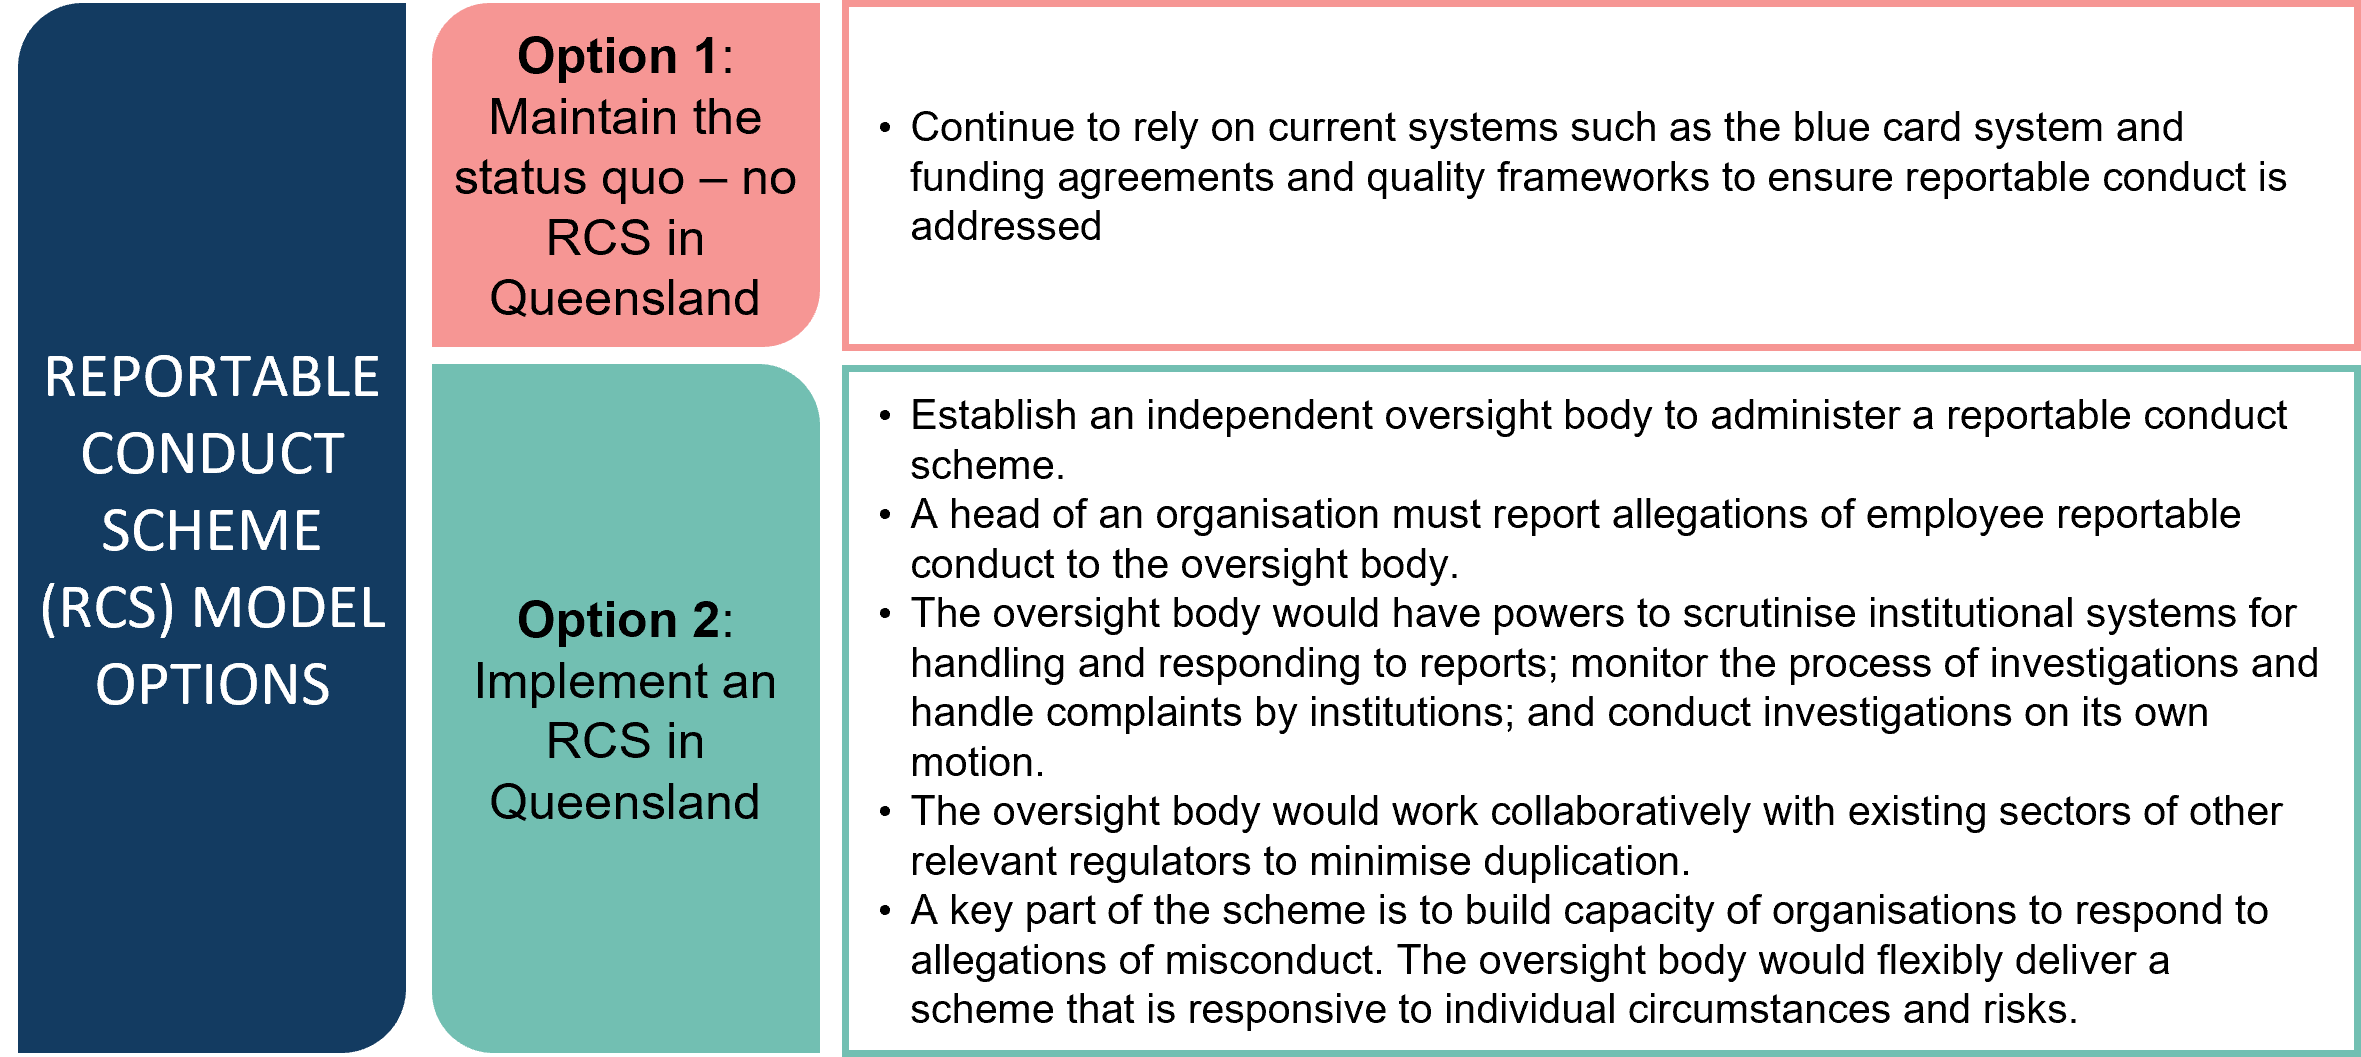 REPORTABLE
CONDUCT
SCHEME
(RCS) MODEL
OPTIONS
Option 1:
Maintain the
status quo – no
RCS in
Queensland
• Continue to rely on current systems such as the blue card system and
funding agreements and quality frameworks to ensure reportable conduct is
addressed
Option 2:
Implement an
RCS in
Queensland
• Establish an independent oversight body to administer a reportable conduct
scheme.
• A head of an organisation must report allegations of employee reportable
conduct to the oversight body.
• The oversight body would have powers to scrutinise institutional systems for
handling and responding to reports; monitor the process of investigations and
handle complaints by institutions; and conduct investigations on its own
motion.
• The oversight body would work collaboratively with existing sectors of other
relevant regulators to minimise duplication.
• A key part of the scheme is to build capacity of organisations to respond to
allegations of misconduct. The oversight body would flexibly deliver a
scheme that is responsive to individual circumstances and risks.